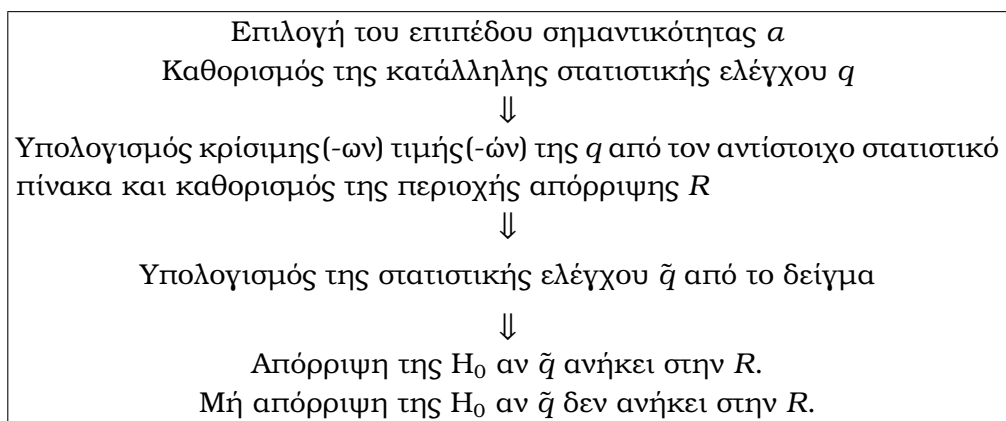 Επιλογή του επιπέδου σημαντικότητας α
Καθορισμός της κατάλληλης στατιστικής ελέγχου q
⇓
Υπολογισμός κρίσιμης(-ων) τιμής(-ών) της q από τον αντίστοιχο στατιστικό
πίνακα και καθορισμός της περιοχής απόρριψης R
⇓
Υπολογισμός της στατιστικής ελέγχου q̃ από το δείγμα
⇓
Απόρριψη της H₀ αν q̃ ανήκει στην R.
Μή απόρριψη της H₀ αν q̃ δεν ανήκει στην R.